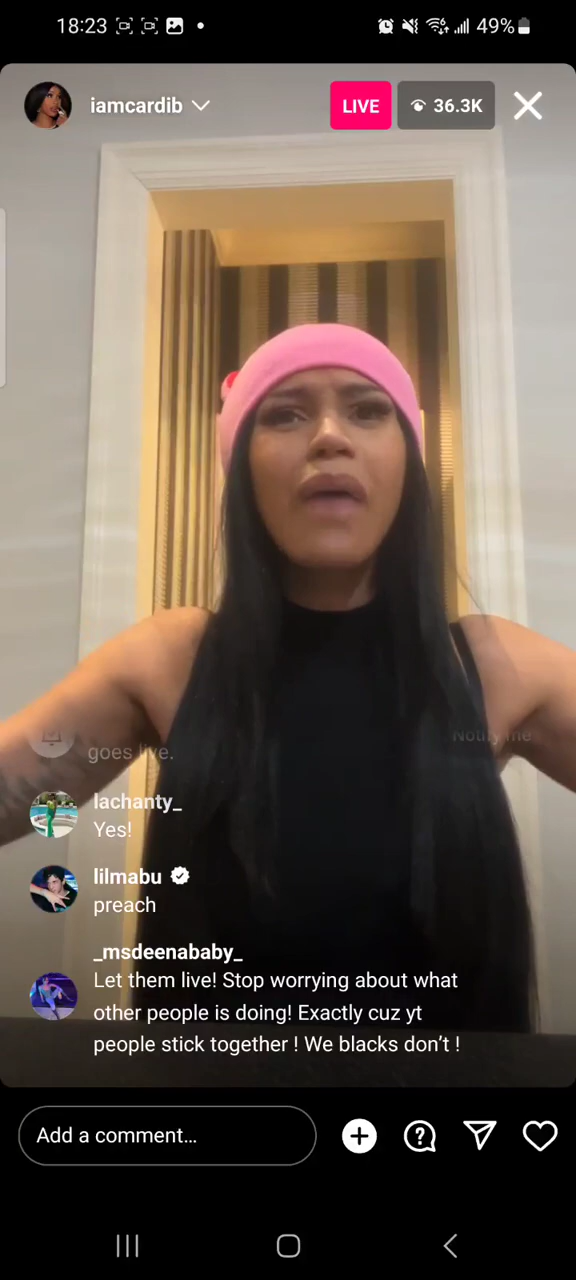 18:23 49%
iamcardib LIVE 36.3K
Notify me
goes live.
lachanty_
Yes!
lilmabu
preach
_msdeenababy_
Let them live! Stop worrying about what
other people is doing! Exactly cuz yt
people stick together ! We blacks don’t !
Add a comment...